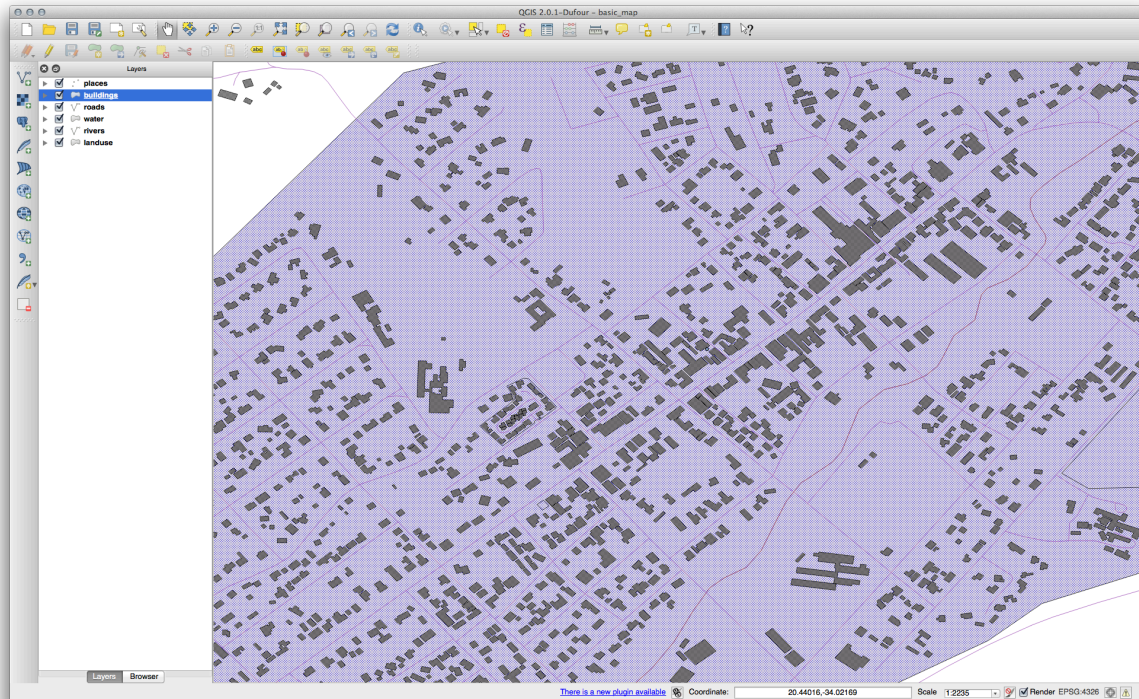 QGIS 2.0.1-Dufour - basic_map
Layers
places
buildings
roads
water
rivers
landuse
Layers Browser
There is a new plugin available Coordinate: 20.44016,-34.02169 Scale 1:2235 Render EPSG:4326